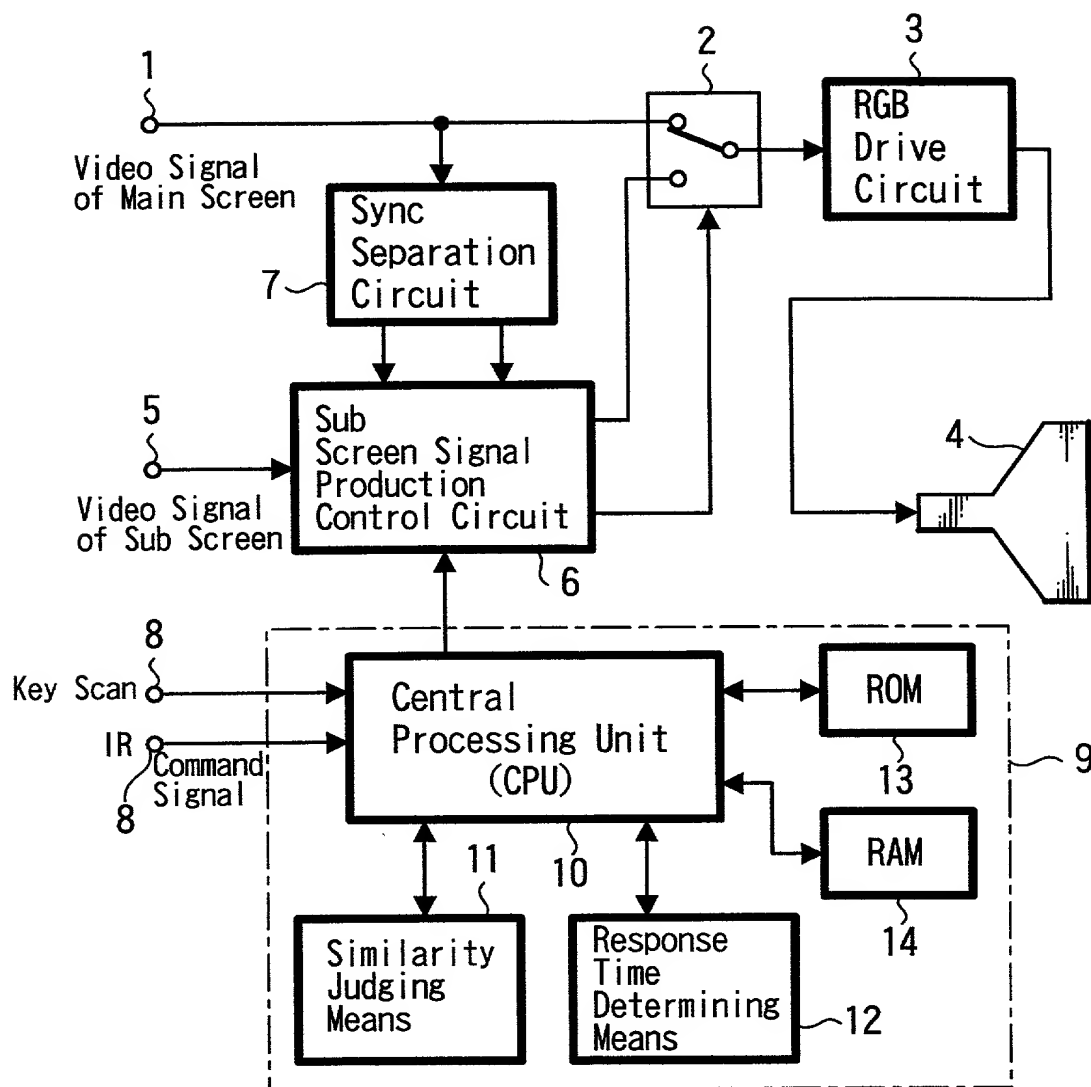 1
2
3
Video Signal
of Main Screen
RGB
Drive
Circuit
Sync
Separation
Circuit
7
5
Video Signal
of Sub Screen
Sub
Screen Signal
Production
Control Circuit
6
4
8
Key Scan
IR
Command
Signal
8
Central
Processing Unit
(CPU)
10
ROM
13
9
RAM
14
11
Similarity
Judging
Means
Response
Time
Determining
Means
12